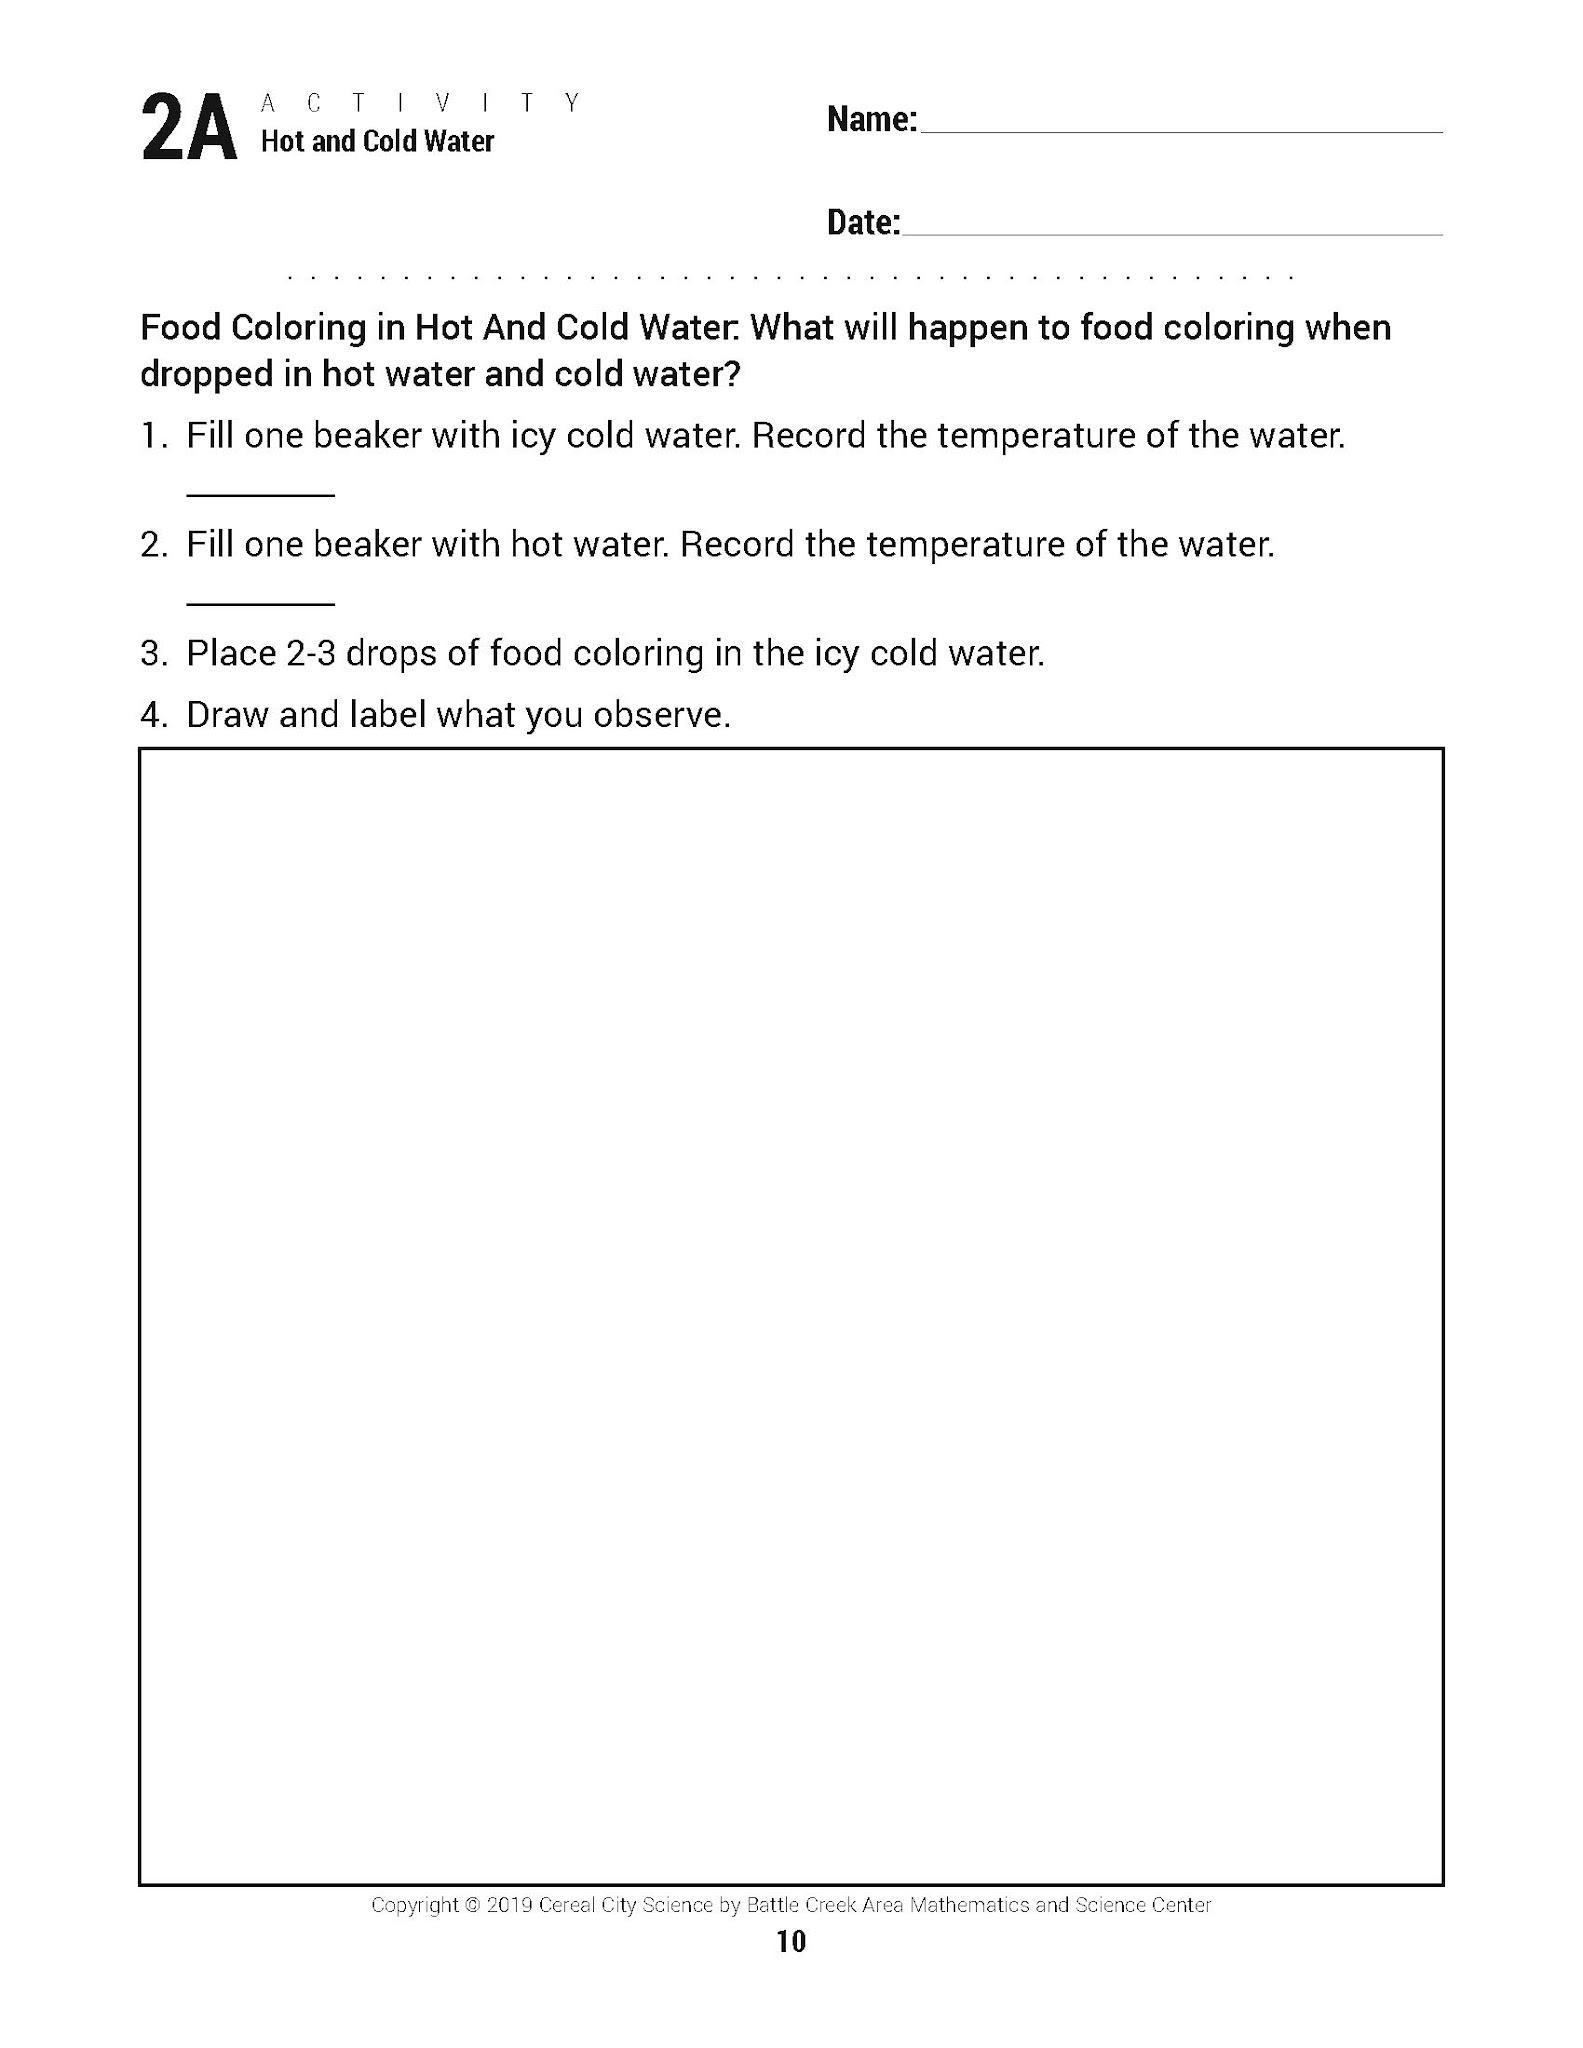 2A
A C T I V I T Y
Hot and Cold Water
Name:
Date:
Food Coloring in Hot And Cold Water: What will happen to food coloring when
dropped in hot water and cold water?
1. Fill one beaker with icy cold water. Record the temperature of the water.
2. Fill one beaker with hot water. Record the temperature of the water.
3. Place 2-3 drops of food coloring in the icy cold water.
4. Draw and label what you observe.
Copyright © 2019 Cereal City Science by Battle Creek Area Mathematics and Science Center
10